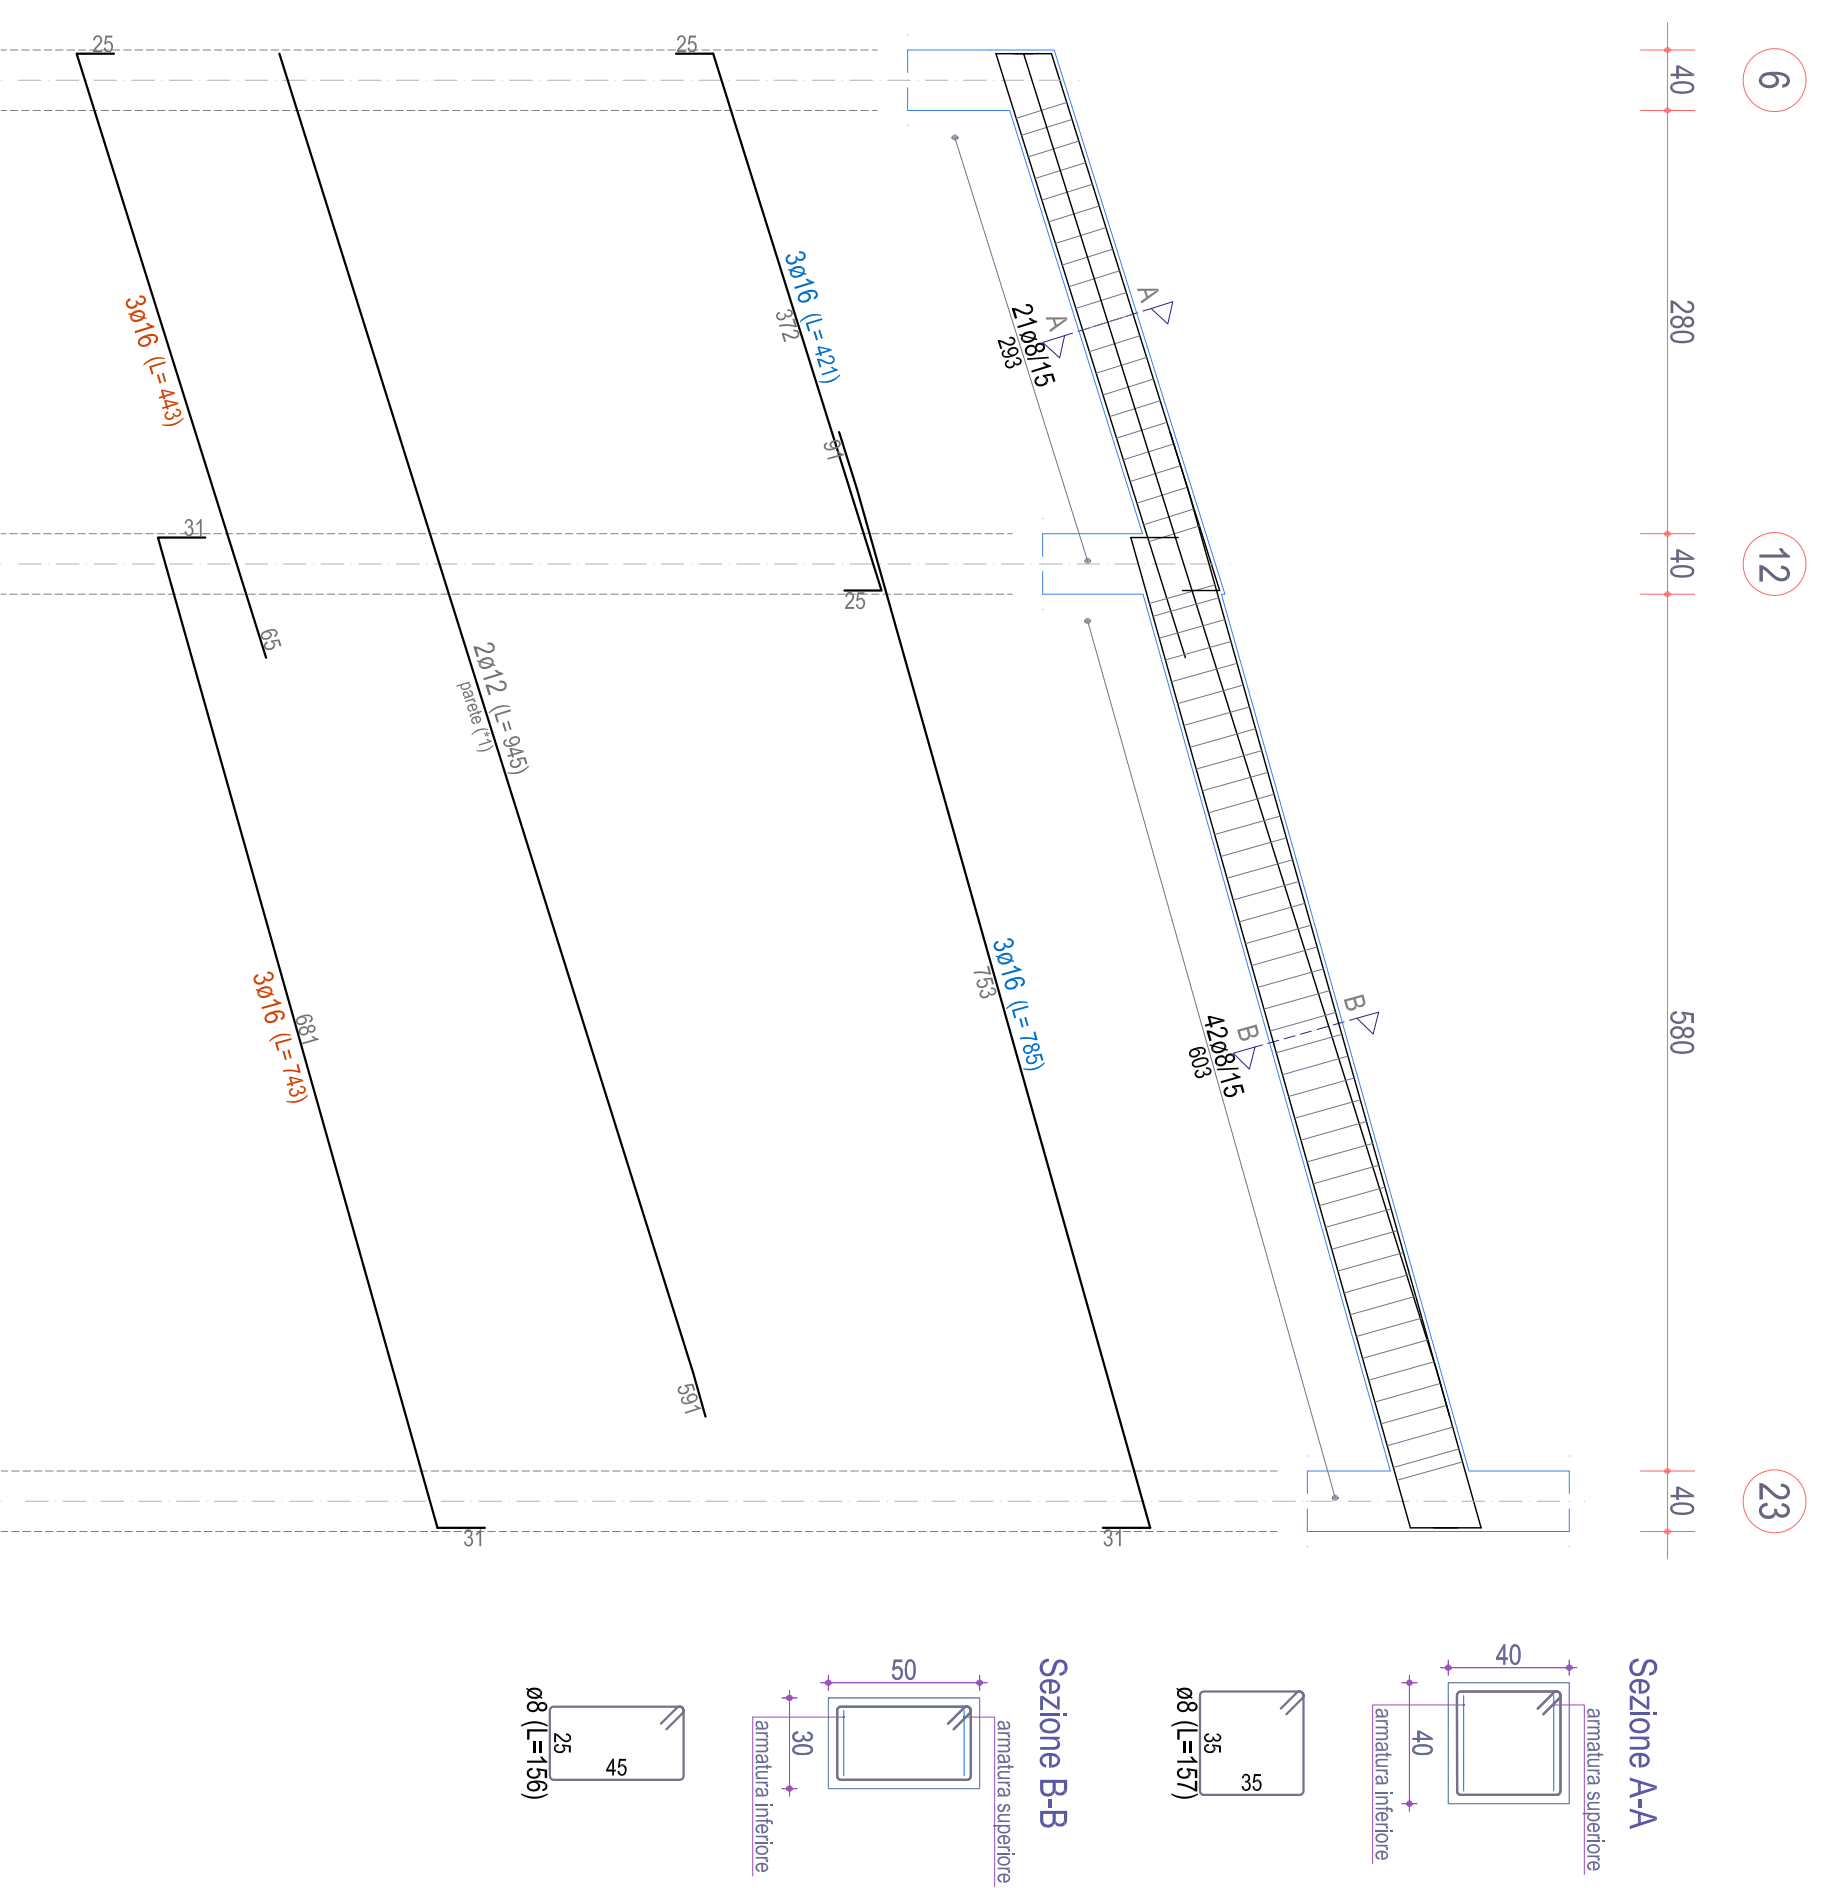 6
12
23
40
280
40
580
40
A
A
21ø8/15
293
B
B
42ø8/15
603
25
3ø16 (L=421)
372
91
25
3ø16 (L=785)
753
31
2ø12 (L=945)
parete (*1)
591
25
3ø16 (L=443)
65
31
3ø16 (L=743)
681
31
Sezione A-A
40
40
armatura superiore
armatura inferiore
35
35
ø8 (L=157)
Sezione B-B
50
30
armatura superiore
armatura inferiore
25
45
ø8 (L=156)